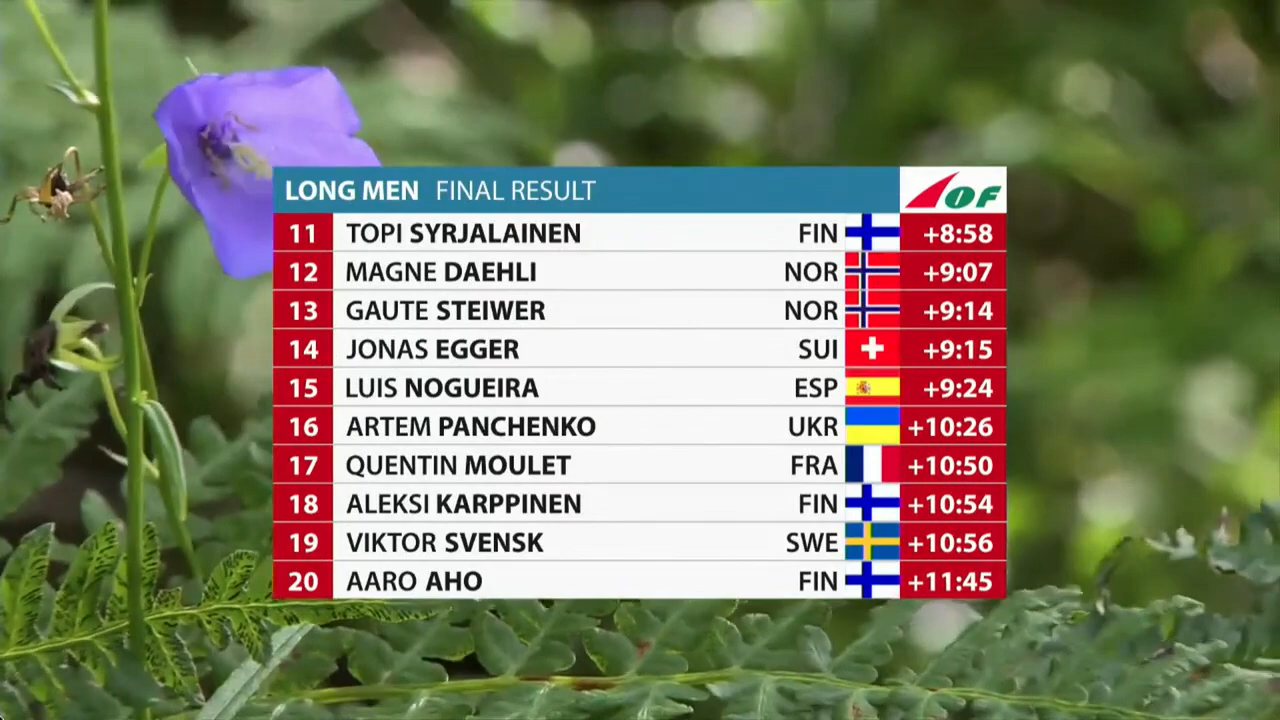 LONG MEN FINAL RESULT IOF
11 TOPI SYRJALAINEN FIN +8:58
12 MAGNE DAEHLI NOR +9:07
13 GAUTE STEIWER NOR +9:14
14 JONAS EGGER SUI +9:15
15 LUIS NOGUEIRA ESP +9:24
16 ARTEM PANCHENKO UKR +10:26
17 QUENTIN MOULET FRA +10:50
18 ALEKSI KARPPINEN FIN +10:54
19 VIKTOR SVENSK SWE +10:56
20 AARO AHO FIN +11:45